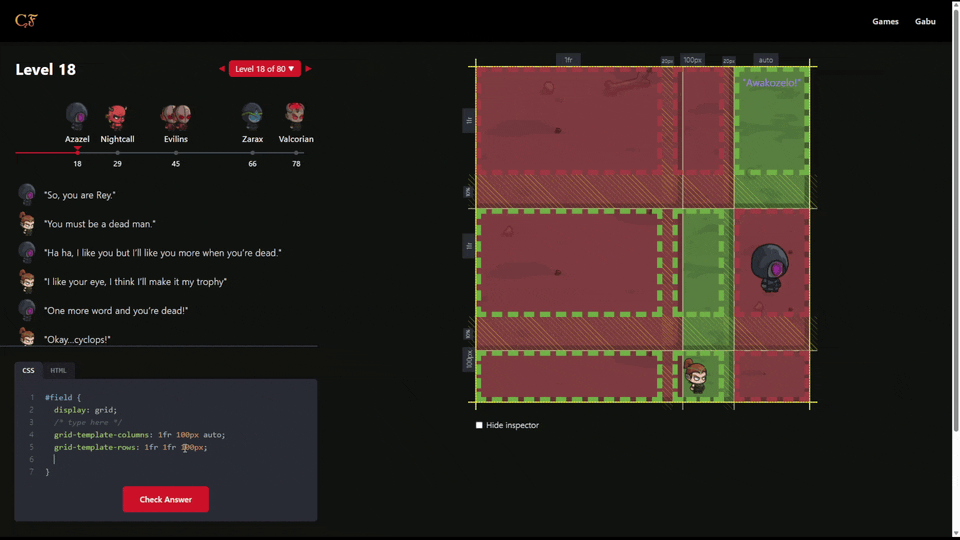 CF
Games Gabu
Level 18
Level 18 of 80 ▼
Azazel Nightcall Evilins Zarax Valcorian
18 29 45 66 78
"So, you are Rey."
"You must be a dead man."
"Ha ha, I like you but I'll like you more when you're dead."
"I like your eye, I think I'll make it my trophy"
"One more word and you're dead!"
"Okay...cyclops!"
CSS HTML
1 #field {
2 display: grid;
3 /* type here */
4 grid-template-columns: 1fr 100px auto;
5 grid-template-rows: 1fr 1fr 100px;
6
7 }
Check Answer
1fr 20px 100px 20px auto
"Awakozelo!"
1fr
10%
1fr
10%
100px
Hide inspector